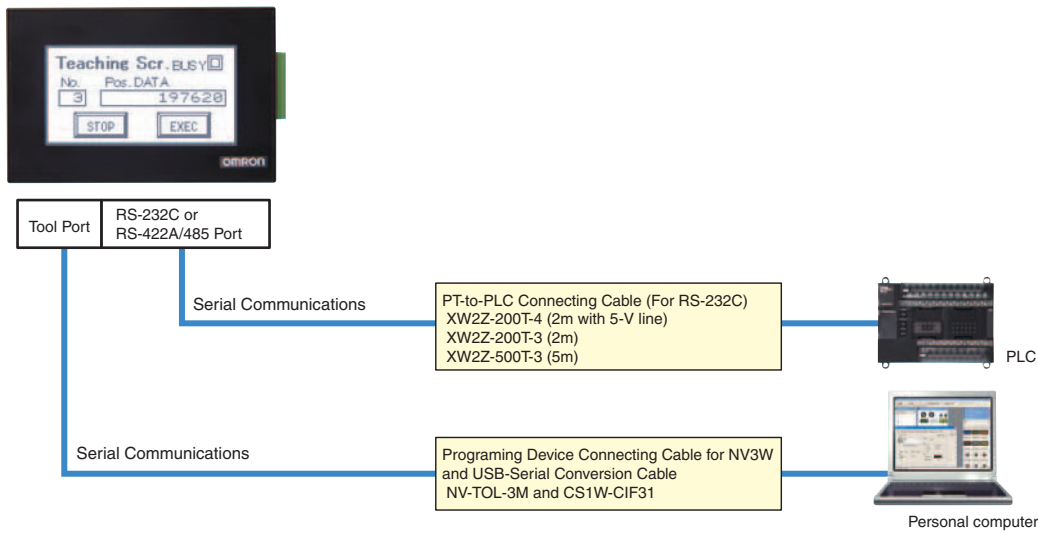 Teaching Scr. BUSY
No. Pos.DATA
3 197620
STOP EXEC
OMRON
Tool Port
RS-232C or
RS-422A/485 Port
Serial Communications
PT-to-PLC Connecting Cable (For RS-232C)
XW2Z-200T-4 (2m with 5-V line)
XW2Z-200T-3 (2m)
XW2Z-500T-3 (5m)
PLC
Serial Communications
Programing Device Connecting Cable for NV3W
and USB-Serial Conversion Cable
NV-TOL-3M and CS1W-CIF31
Personal computer